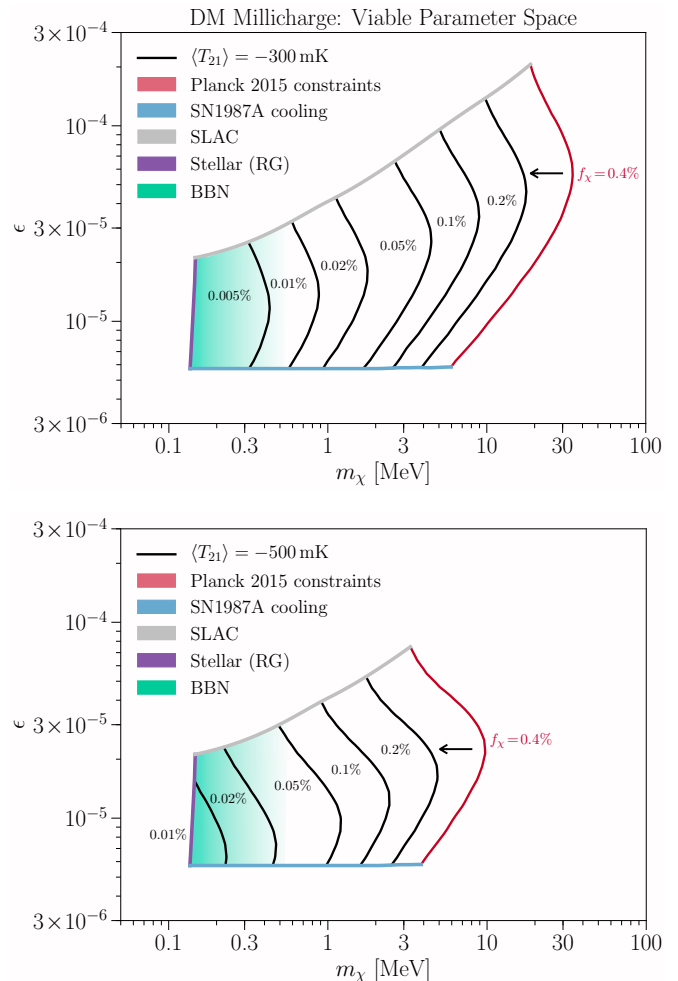 DM Millicharge: Viable Parameter Space
3×10⁻⁴
⟨T₂₁⟩ = −300 mK
Planck 2015 constraints
SN1987A cooling
SLAC
Stellar (RG)
BBN
10⁻⁴
3×10⁻⁵
10⁻⁵
3×10⁻⁶
ϵ
0.005%
0.01%
0.02%
0.05%
0.1%
0.2%
fχ=0.4%
0.1 0.3 1 3 10 30 100
mχ [MeV]
3×10⁻⁴
⟨T₂₁⟩ = −500 mK
Planck 2015 constraints
SN1987A cooling
SLAC
Stellar (RG)
BBN
10⁻⁴
3×10⁻⁵
10⁻⁵
3×10⁻⁶
ϵ
0.01%
0.02%
0.05%
0.1%
0.2%
fχ=0.4%
0.1 0.3 1 3 10 30 100
mχ [MeV]